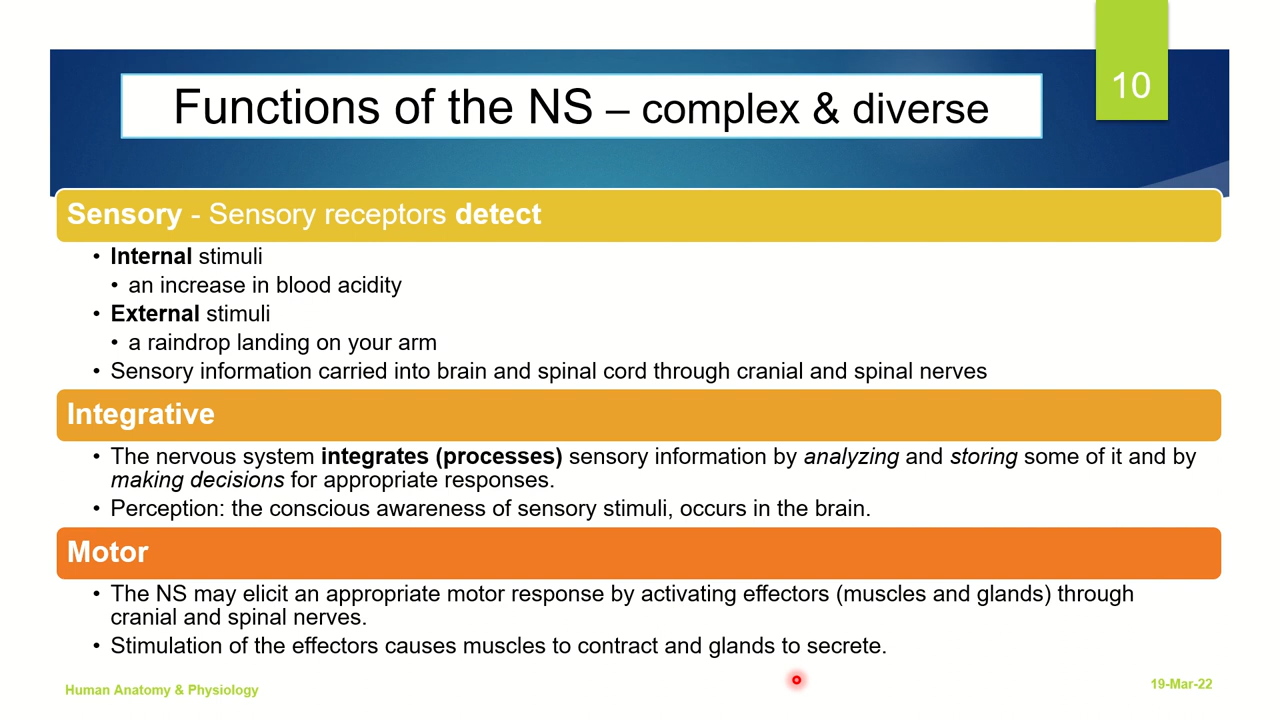 10
Functions of the NS – complex & diverse
Sensory - Sensory receptors detect
• Internal stimuli
• an increase in blood acidity
• External stimuli
• a raindrop landing on your arm
• Sensory information carried into brain and spinal cord through cranial and spinal nerves
Integrative
• The nervous system integrates (processes) sensory information by analyzing and storing some of it and by
making decisions for appropriate responses.
• Perception: the conscious awareness of sensory stimuli, occurs in the brain.
Motor
• The NS may elicit an appropriate motor response by activating effectors (muscles and glands) through
cranial and spinal nerves.
• Stimulation of the effectors causes muscles to contract and glands to secrete.
Human Anatomy & Physiology
19-Mar-22